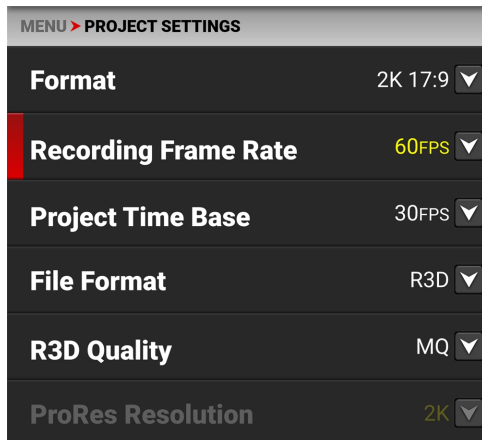 MENU > PROJECT SETTINGS
Format 2K 17:9
Recording Frame Rate 60FPS
Project Time Base 30FPS
File Format R3D
R3D Quality MQ
ProRes Resolution 2K